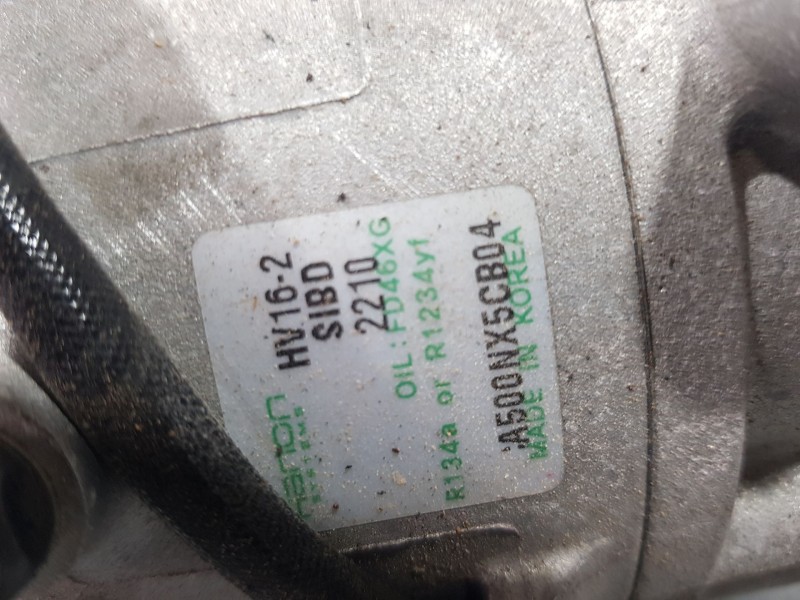 hanon
SYSTEMS
HV16-2
SIBD
2210
OIL:FD46XG
R134a or R1234yf
A500NX5CB04
MADE IN KOREA